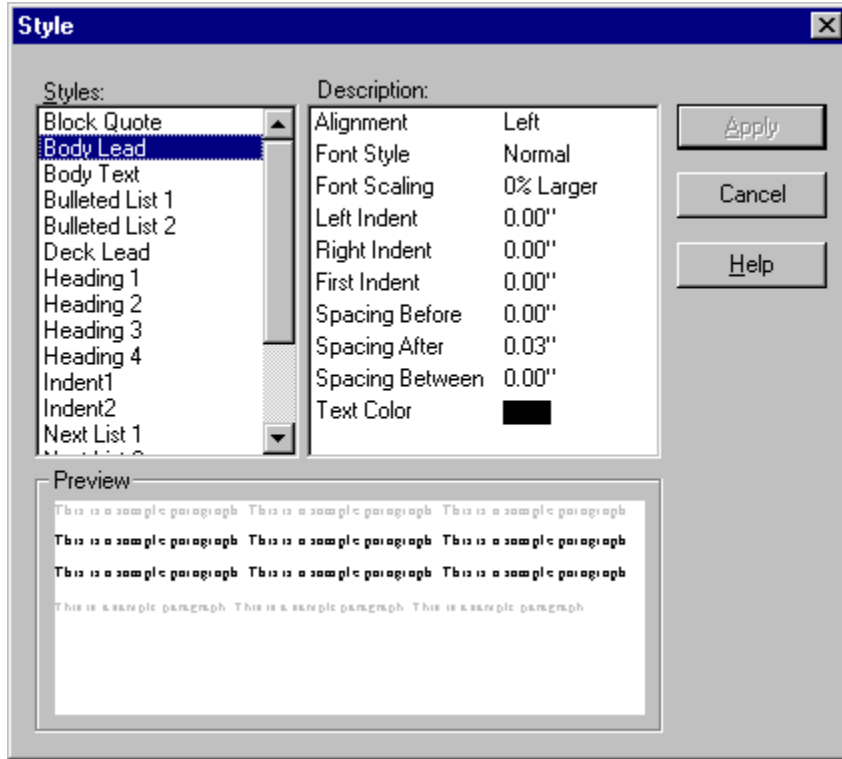 Style
Styles:
Block Quote
Body Lead
Body Text
Bulleted List 1
Bulleted List 2
Deck Lead
Heading 1
Heading 2
Heading 3
Heading 4
Indent1
Indent2
Next List 1
Description:
Alignment Left
Font Style Normal
Font Scaling 0% Larger
Left Indent 0.00"
Right Indent 0.00"
First Indent 0.00"
Spacing Before 0.00"
Spacing After 0.03"
Spacing Between 0.00"
Text Color
Apply
Cancel
Help
Preview
This is a sample paragraph This is a sample paragraph This is a sample paragraph
This is a sample paragraph This is a sample paragraph This is a sample paragraph
This is a sample paragraph This is a sample paragraph This is a sample paragraph
This is a sample paragraph This is a sample paragraph This is a sample paragraph